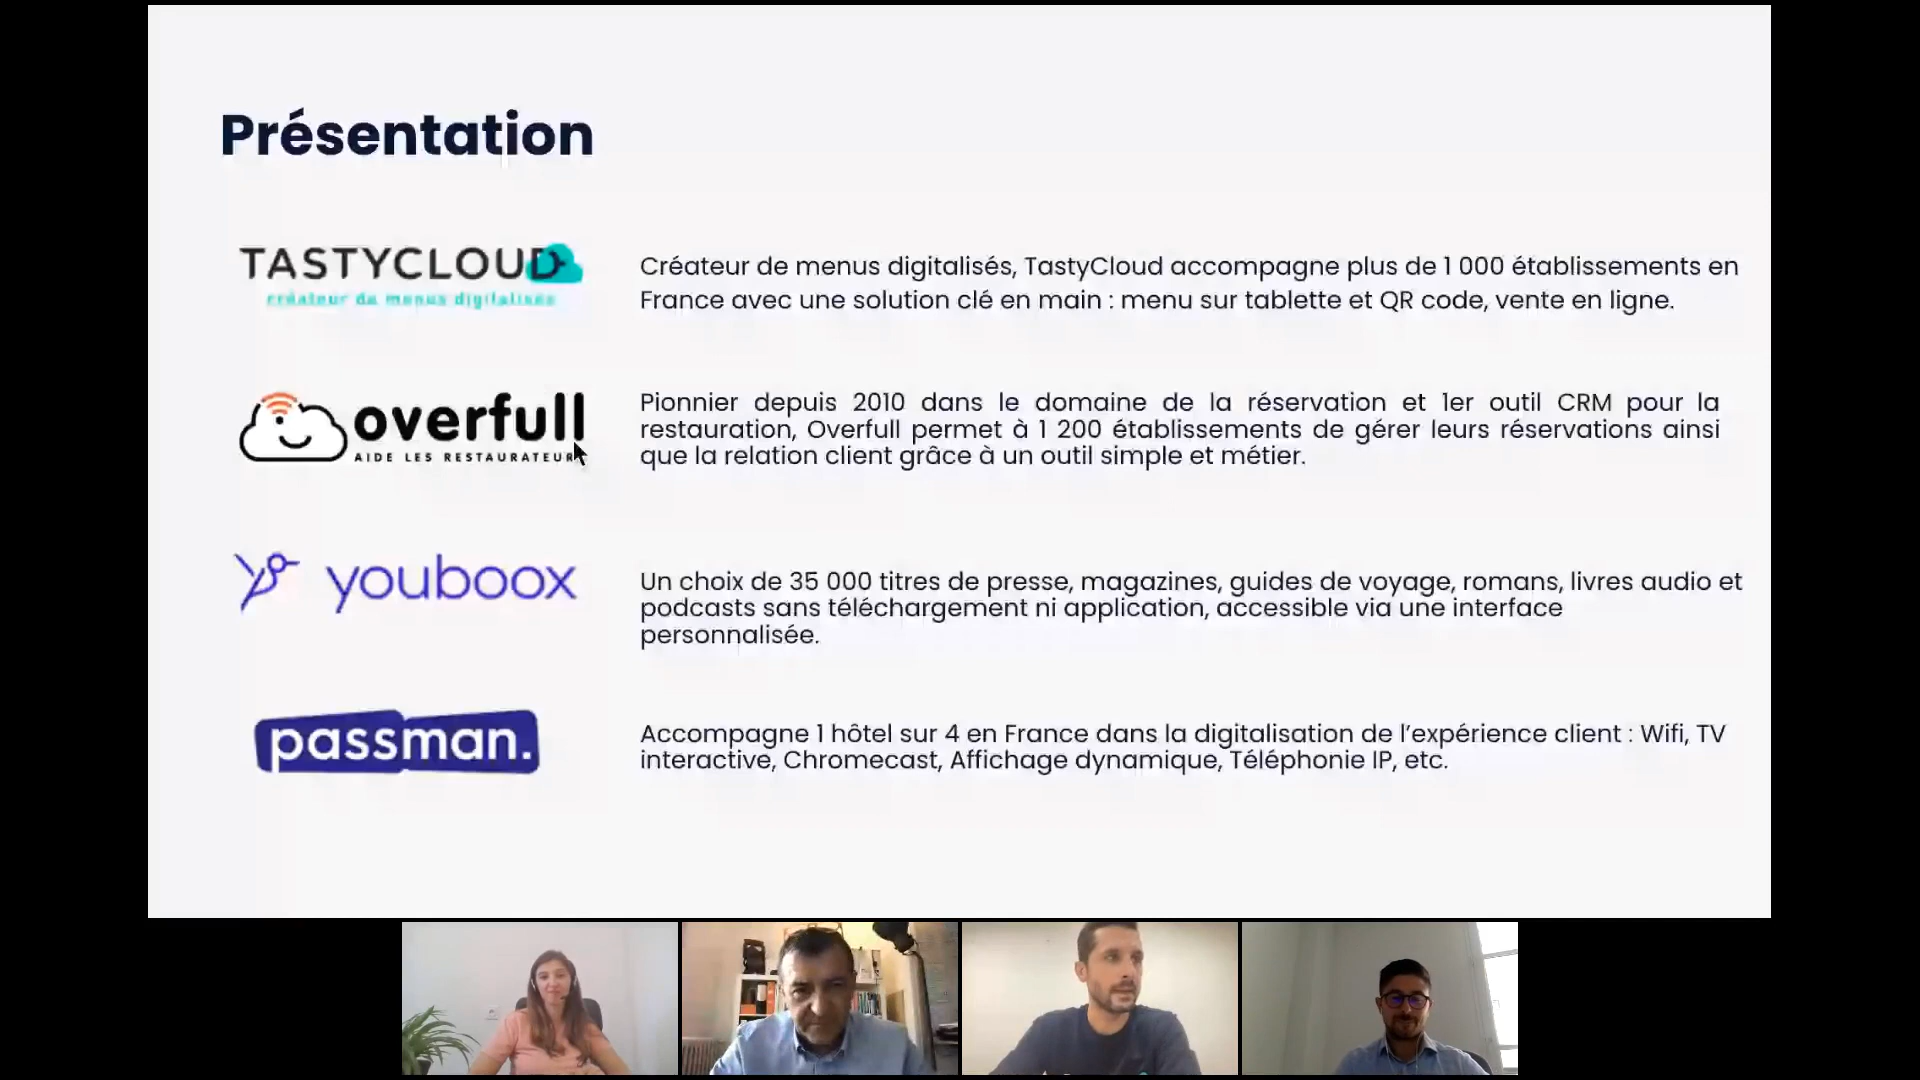 Présentation
TASTYCLOUD
créateur de menus digitalisés
Créateur de menus digitalisés, TastyCloud accompagne plus de 1 000 établissements en
France avec une solution clé en main : menu sur tablette et QR code, vente en ligne.
overfull
AIDE LES RESTAURATEURS
Pionnier depuis 2010 dans le domaine de la réservation et 1er outil CRM pour la
restauration, Overfull permet à 1 200 établissements de gérer leurs réservations ainsi
que la relation client grâce à un outil simple et métier.
youboox
Un choix de 35 000 titres de presse, magazines, guides de voyage, romans, livres audio et
podcasts sans téléchargement ni application, accessible via une interface
personnalisée.
passman.
Accompagne 1 hôtel sur 4 en France dans la digitalisation de l’expérience client : Wifi, TV
interactive, Chromecast, Affichage dynamique, Téléphonie IP, etc.